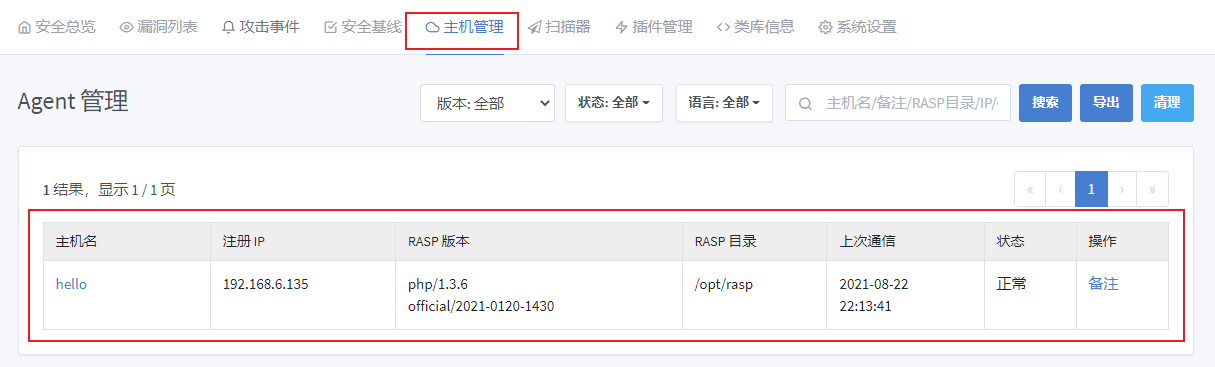 安全总览 漏洞列表 攻击事件 安全基线 主机管理 扫描器 插件管理 类库信息 系统设置
Agent 管理 版本: 全部 状态: 全部 语言: 全部 主机名/备注/RASP目录/IP/ 搜索 导出 清理
1 结果，显示 1 / 1 页 « ‹ 1 › »
主机名 注册 IP RASP 版本 RASP 目录 上次通信 状态 操作
hello 192.168.6.135 php/1.3.6 /opt/rasp 2021-08-22 正常 备注
official/2021-0120-1430 22:13:41